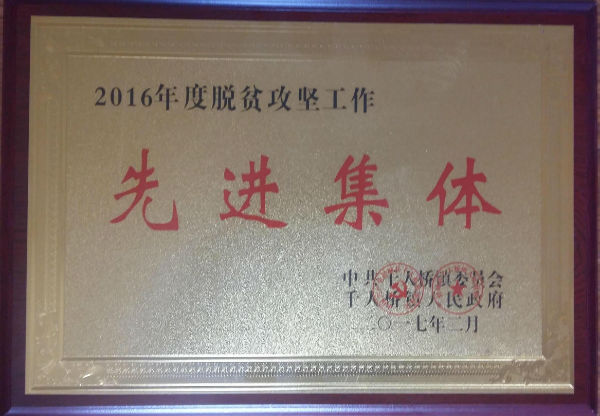 2016年度脱贫攻坚工作
先进集体
中共千人桥镇委员会
千人桥镇人民政府
二〇一七年二月